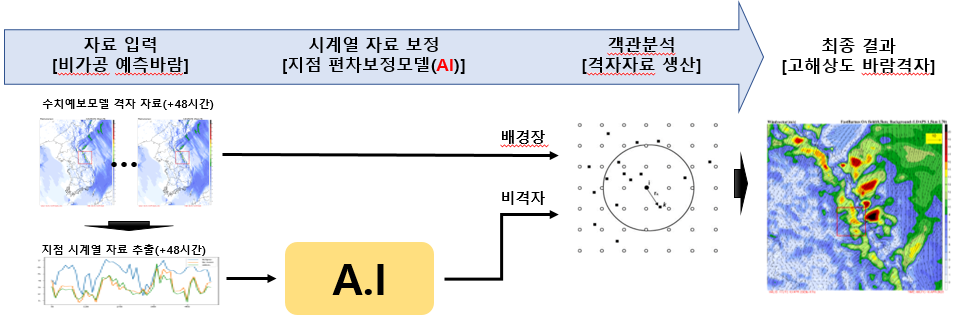 자료 입력
[비가공 예측바람]
시계열 자료 보정
[지점 편차보정모델(AI)]
객관분석
[격자자료 생산]
최종 결과
[고해상도 바람격자]
수치예보모델 격자 자료(+48시간)
배경장
비격자
지점 시계열 자료 추출(+48시간)
A.I